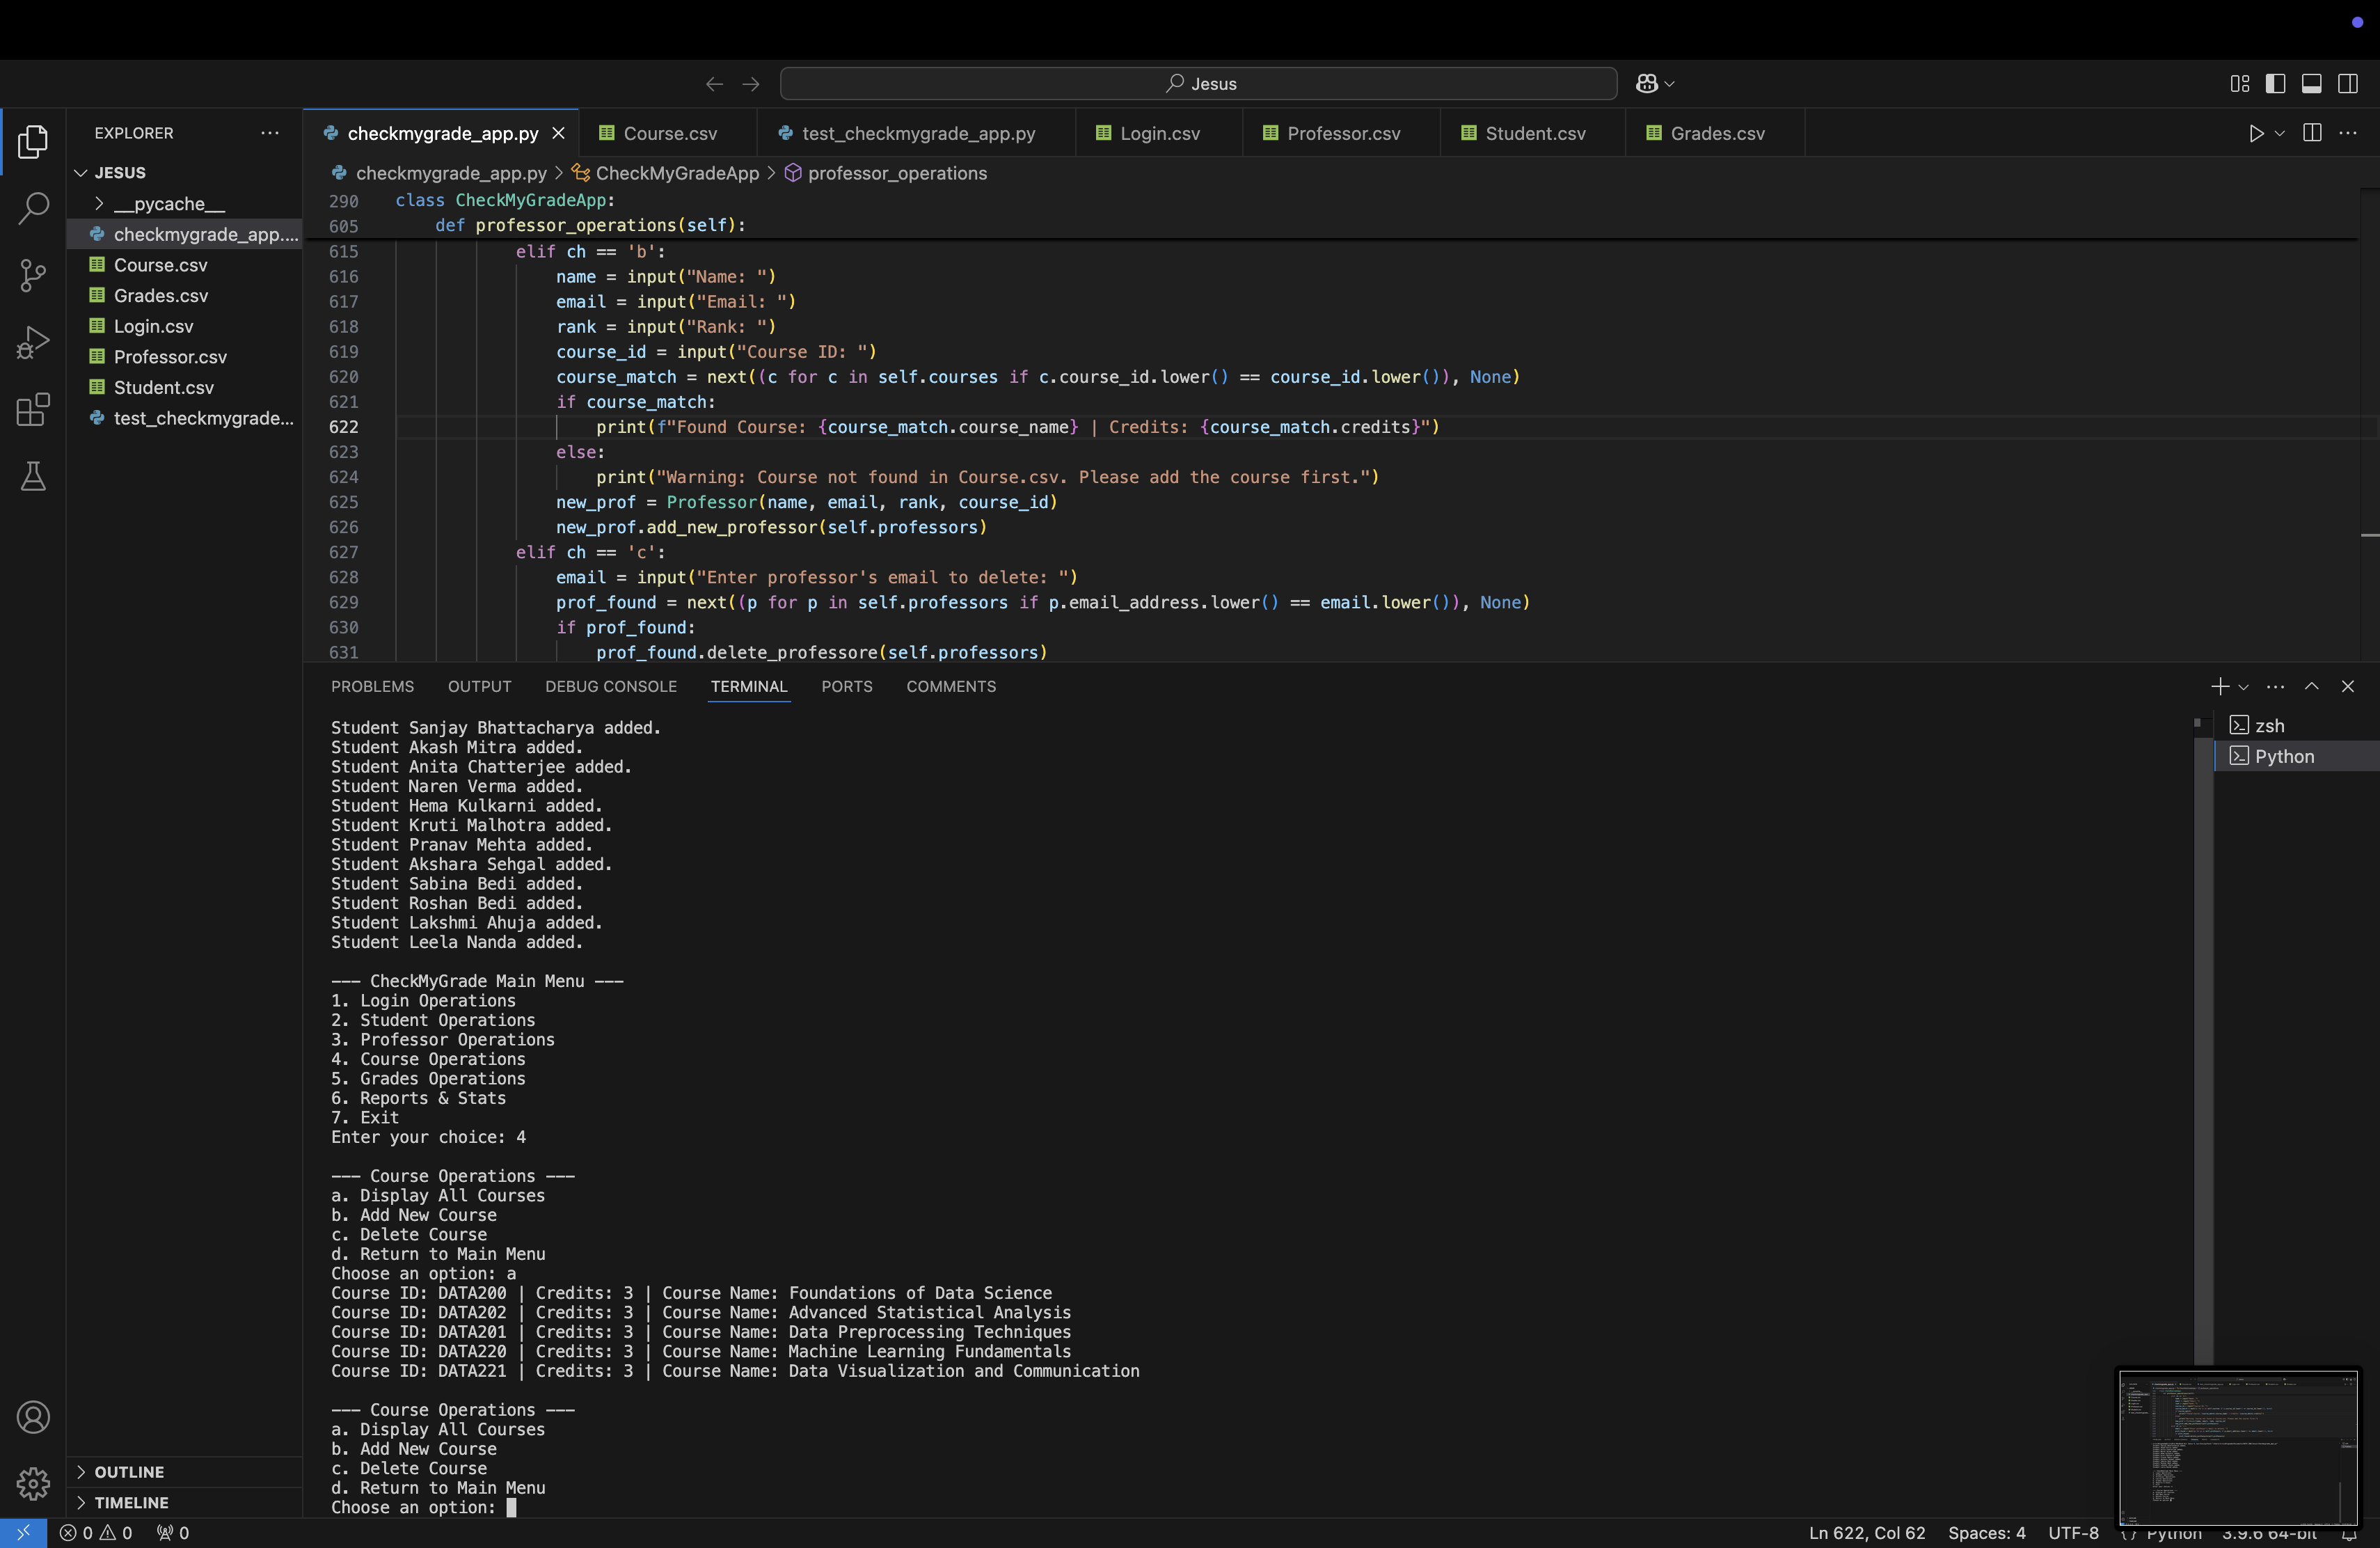 Jesus
EXPLORER
JESUS
__pycache__
checkmygrade_app....
Course.csv
Grades.csv
Login.csv
Professor.csv
Student.csv
test_checkmygrade...
OUTLINE
TIMELINE
checkmygrade_app.py
Course.csv
test_checkmygrade_app.py
Login.csv
Professor.csv
Student.csv
Grades.csv
checkmygrade_app.py > CheckMyGradeApp > professor_operations
290 class CheckMyGradeApp:
605 def professor_operations(self):
615 elif ch == 'b':
616 name = input("Name: ")
617 email = input("Email: ")
618 rank = input("Rank: ")
619 course_id = input("Course ID: ")
620 course_match = next((c for c in self.courses if c.course_id.lower() == course_id.lower()), None)
621 if course_match:
622 print(f"Found Course: {course_match.course_name} | Credits: {course_match.credits}")
623 else:
624 print("Warning: Course not found in Course.csv. Please add the course first.")
625 new_prof = Professor(name, email, rank, course_id)
626 new_prof.add_new_professor(self.professors)
627 elif ch == 'c':
628 email = input("Enter professor's email to delete: ")
629 prof_found = next((p for p in self.professors if p.email_address.lower() == email.lower()), None)
630 if prof_found:
631 prof_found.delete_professore(self.professors)
PROBLEMS OUTPUT DEBUG CONSOLE TERMINAL PORTS COMMENTS
zsh
Python
Student Sanjay Bhattacharya added.
Student Akash Mitra added.
Student Anita Chatterjee added.
Student Naren Verma added.
Student Hema Kulkarni added.
Student Kruti Malhotra added.
Student Pranav Mehta added.
Student Akshara Sehgal added.
Student Sabina Bedi added.
Student Roshan Bedi added.
Student Lakshmi Ahuja added.
Student Leela Nanda added.
--- CheckMyGrade Main Menu ---
1. Login Operations
2. Student Operations
3. Professor Operations
4. Course Operations
5. Grades Operations
6. Reports & Stats
7. Exit
Enter your choice: 4
--- Course Operations ---
a. Display All Courses
b. Add New Course
c. Delete Course
d. Return to Main Menu
Choose an option: a
Course ID: DATA200 | Credits: 3 | Course Name: Foundations of Data Science
Course ID: DATA202 | Credits: 3 | Course Name: Advanced Statistical Analysis
Course ID: DATA201 | Credits: 3 | Course Name: Data Preprocessing Techniques
Course ID: DATA220 | Credits: 3 | Course Name: Machine Learning Fundamentals
Course ID: DATA221 | Credits: 3 | Course Name: Data Visualization and Communication
--- Course Operations ---
a. Display All Courses
b. Add New Course
c. Delete Course
d. Return to Main Menu
Choose an option:
0 0 0
Ln 622, Col 62 Spaces: 4 UTF-8 {} Python 3.9.6 64-bit